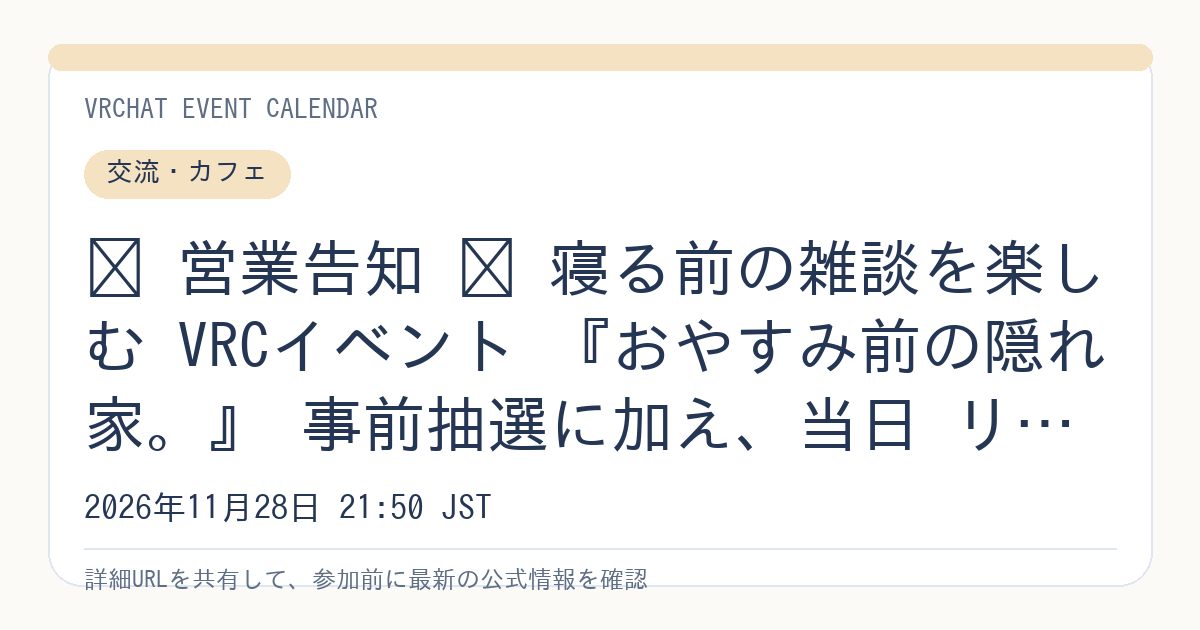 VRCHAT EVENT CALENDAR
交流・カフェ
営業告知 寝る前の雑談を楽し
む VRCイベント 『おやすみ前の隠れ
家。』 事前抽選に加え、当日 リ…
2026年11月28日 21:50 JST
詳細URLを共有して、参加前に最新の公式情報を確認